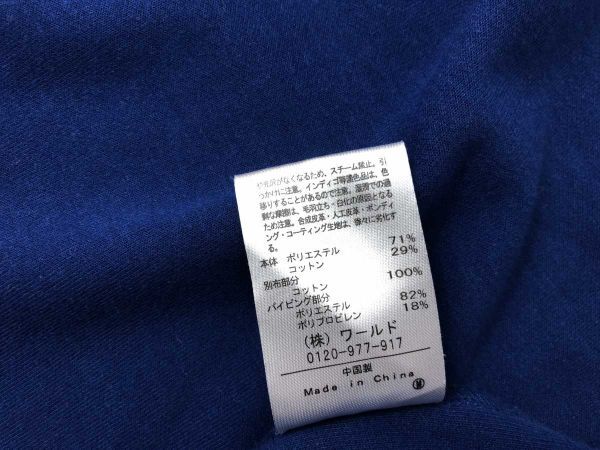 や光沢がなくなるため、スチーム禁止。引
っかけに注意。インディゴ等濃色品は、色
移りすることがあるので注意。湿潤での過
剰な摩擦は、毛羽立ち・白化の原因となる
ため注意。合成皮革・人工皮革・ボンディ
ング・コーティング生地は、徐々に劣化す
る。
本体 ポリエステル 71%
コットン 29%
別布部分
コットン 100%
パイピング部分
ポリエステル 82%
ポリプロピレン 18%
(株) ワールド
0120-977-917
中国製
Made in China